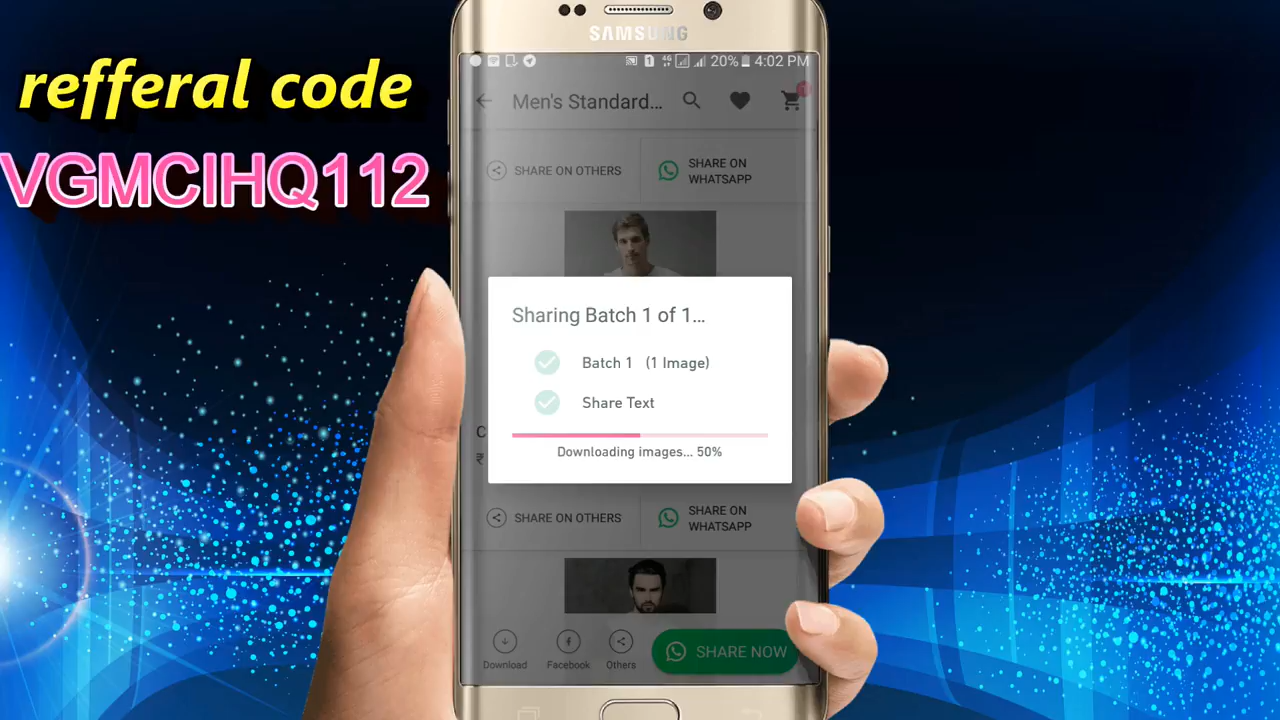 refferal code
VGMCIHQ112
SAMSUNG
20% 4:02 PM
Men's Standard...
SHARE ON OTHERS
SHARE ON
WHATSAPP
Sharing Batch 1 of 1...
Batch 1 (1 Image)
Share Text
Downloading images... 50%
C
₹
SHARE ON OTHERS
SHARE ON
WHATSAPP
Download
Facebook
Others
SHARE NOW